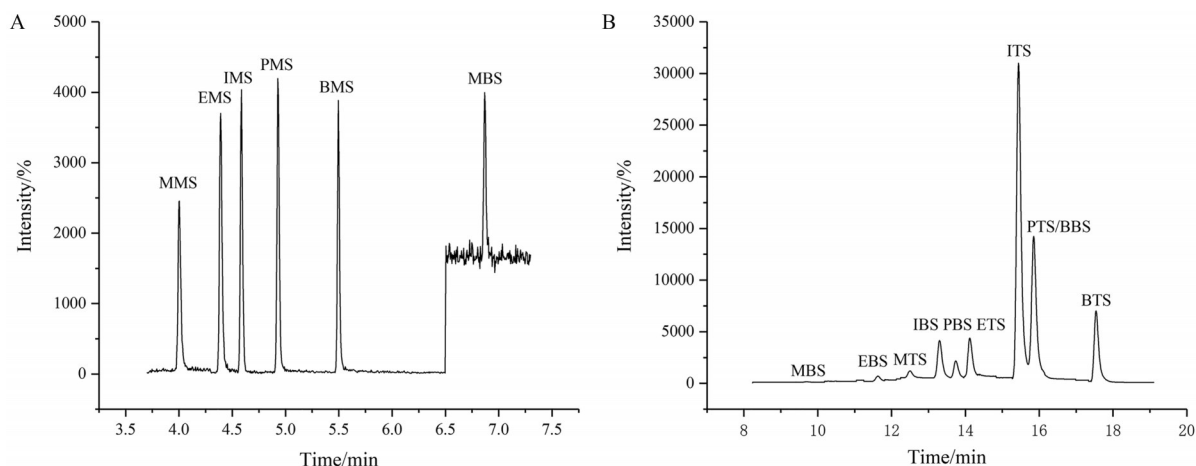 A
Intensity/%
5000
4000
3000
2000
1000
0
MMS
EMS
IMS
PMS
BMS
MBS
3.5 4.0 4.5 5.0 5.5 6.0 6.5 7.0 7.5
Time/min
B
Intensity/%
35000
30000
25000
20000
15000
10000
5000
0
MBS
EBS
MTS
IBS
PBS
ETS
ITS
PTS/BBS
BTS
8 10 12 14 16 18 20
Time/min